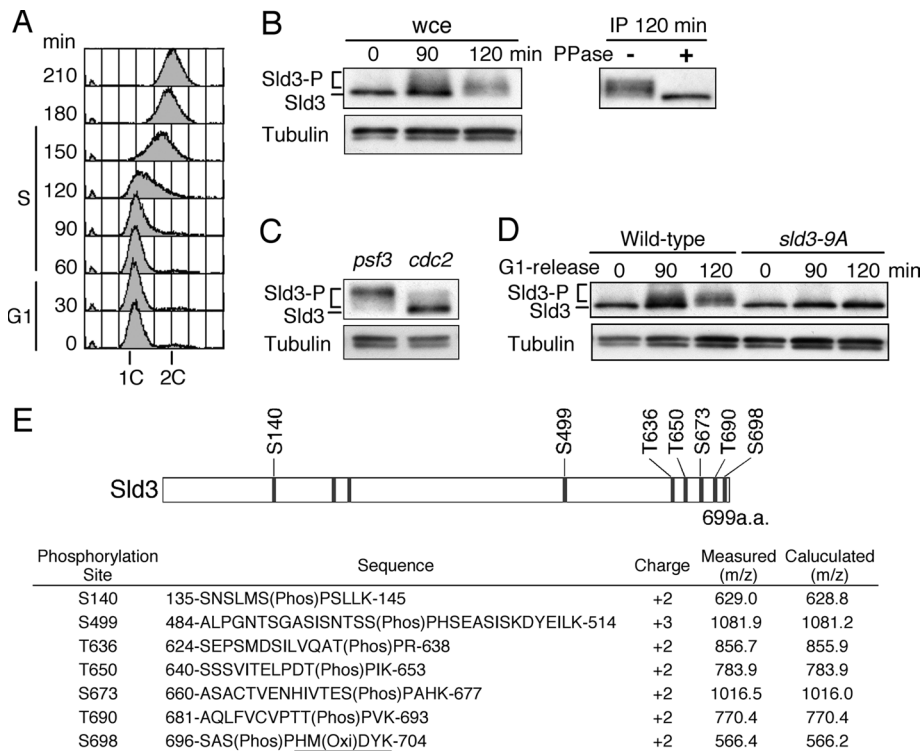 A
min
210
180
150
120
90
60
30
0
S
G1
1C 2C
B
wce
0 90 120 min
Sld3-P
Sld3
Tubulin
IP 120 min
PPase - +
C
psf3 cdc2
Sld3-P
Sld3
Tubulin
D
Wild-type sld3-9A
G1-release 0 90 120 0 90 120 min
Sld3-P
Sld3
Tubulin
E
S140 S499 T636 T650 S673 T690 S698
Sld3
699a.a.
Phosphorylation Site Sequence Charge Measured (m/z) Caluculated (m/z)
S140 135-SNSLMS(Phos)PSLLK-145 +2 629.0 628.8
S499 484-ALPGNTSGASISNTSS(Phos)PHSEASISKDYEILK-514 +3 1081.9 1081.2
T636 624-SEPSMDSILVQAT(Phos)PR-638 +2 856.7 855.9
T650 640-SSSVITELPDT(Phos)PIK-653 +2 783.9 783.9
S673 660-ASACTVENHIVTES(Phos)PAHK-677 +2 1016.5 1016.0
T690 681-AQLFVCVPTT(Phos)PVK-693 +2 770.4 770.4
S698 696-SAS(Phos)PHM(Oxi)DYK-704 +2 566.4 566.2